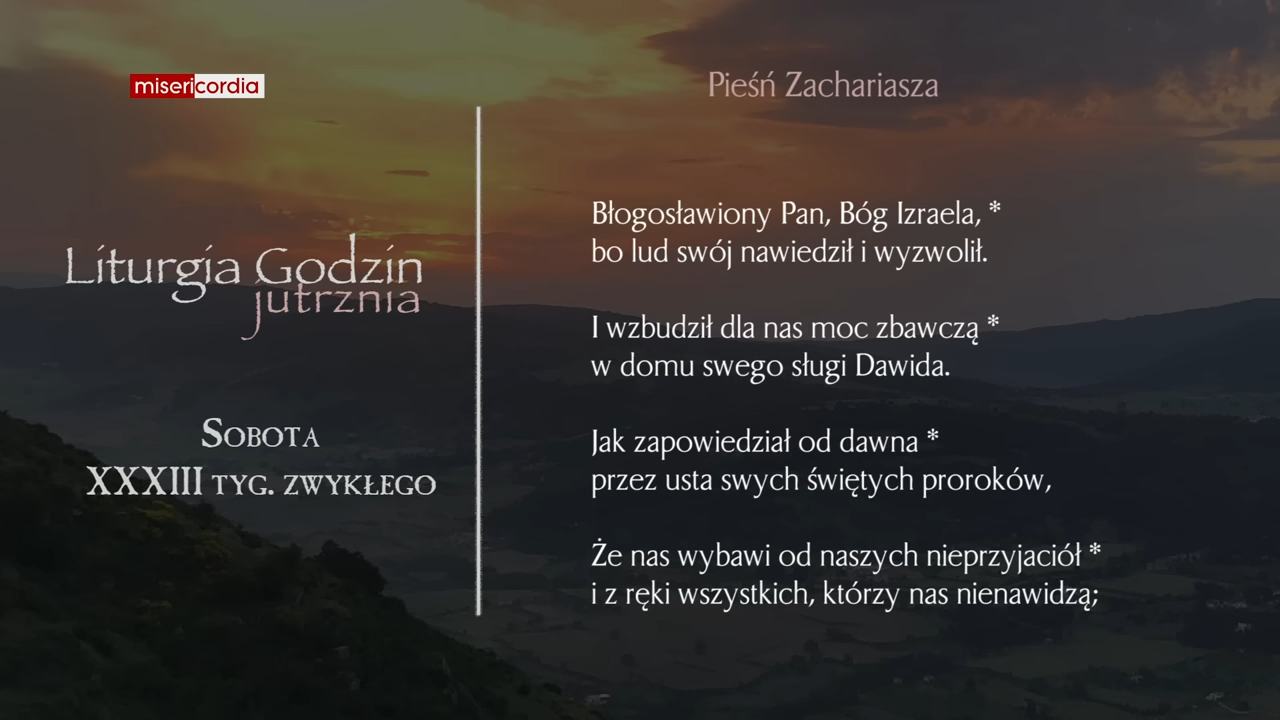 misericordia
Liturgia Godzin
jutrznia
Sobota
XXXIII tyg. zwykłego
Pieśń Zachariasza
Błogosławiony Pan, Bóg Izraela, *
bo lud swój nawiedził i wyzwolił.
I wzbudził dla nas moc zbawczą *
w domu swego sługi Dawida.
Jak zapowiedział od dawna *
przez usta swych świętych proroków,
Że nas wybawi od naszych nieprzyjaciół *
i z ręki wszystkich, którzy nas nienawidzą;